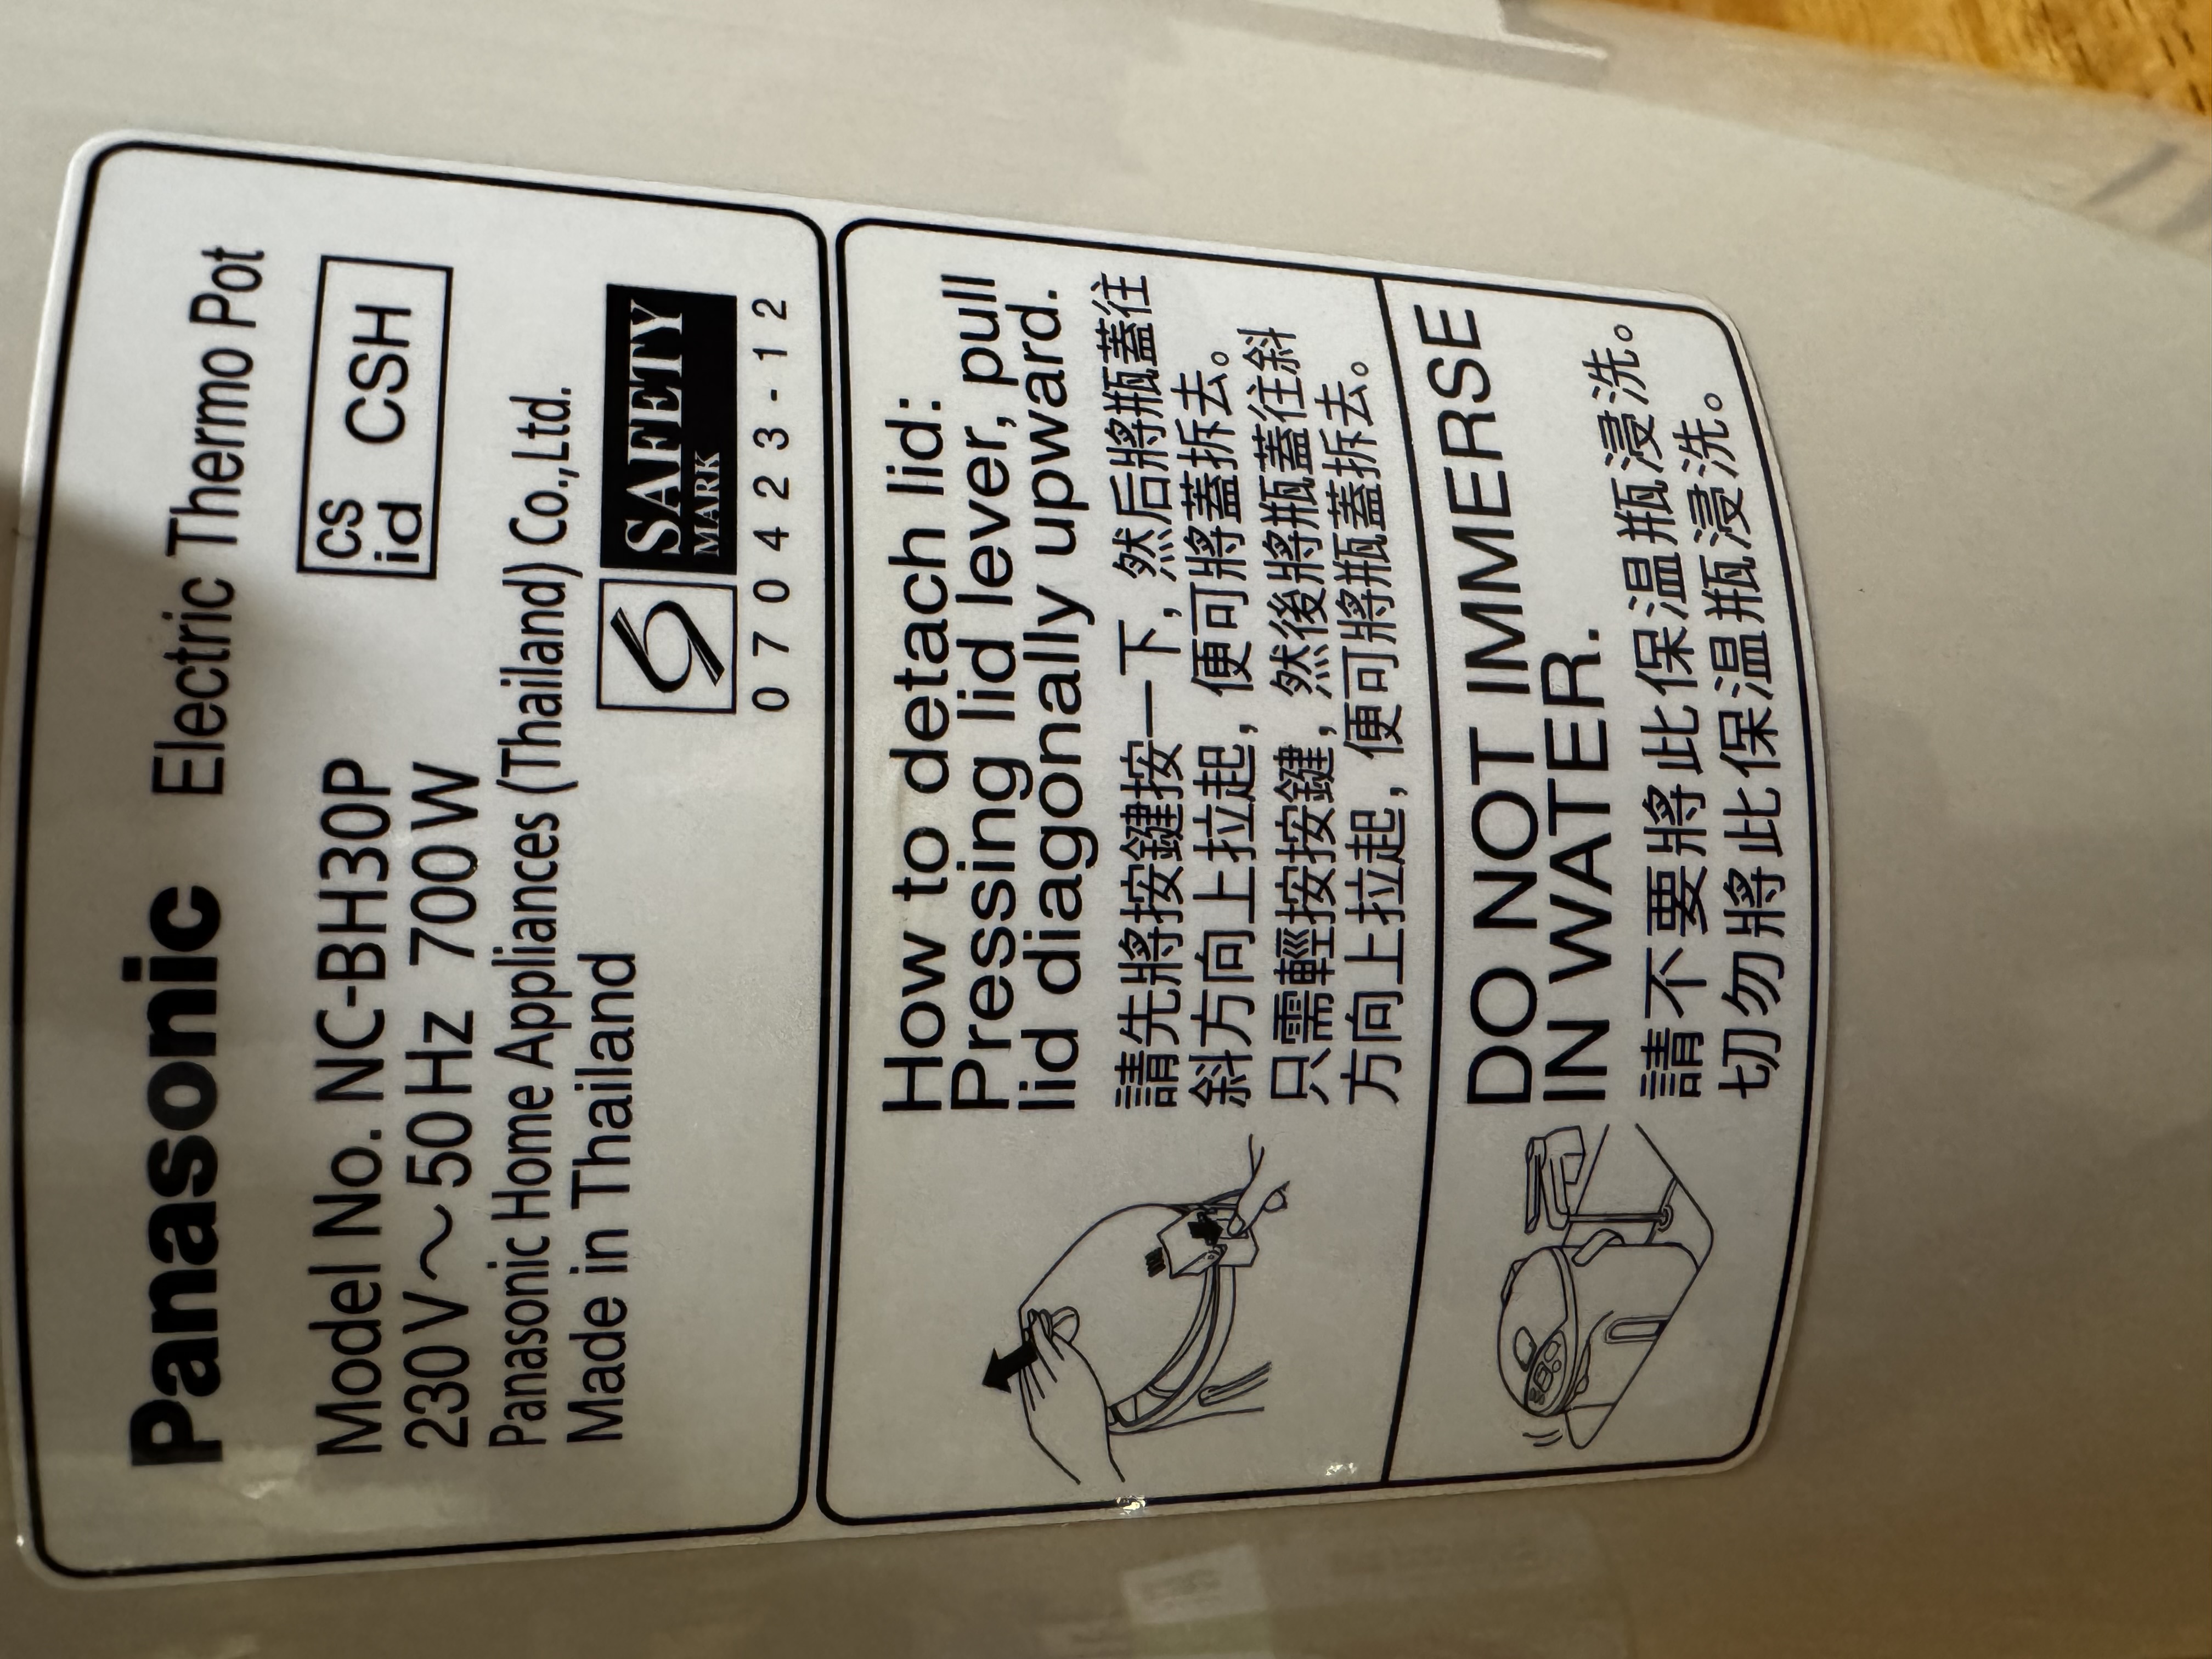 Panasonic Electric Thermo Pot
Model No. NC-BH30P
CS id CSH
230V～50Hz 700W
Panasonic Home Appliances (Thailand) Co.,Ltd.
Made in Thailand
SAFETY
MARK
070423-12
How to detach lid:
Pressing lid lever, pull
lid diagonally upward.
請先將按鍵按一下，然后將瓶蓋往
斜方向上拉起，便可將蓋拆去。
只需輕按按鍵，然後將瓶蓋往斜
方向上拉起，便可將瓶蓋拆去。
DO NOT IMMERSE
IN WATER.
請不要將此保温瓶浸洗。
切勿將此保温瓶浸洗。